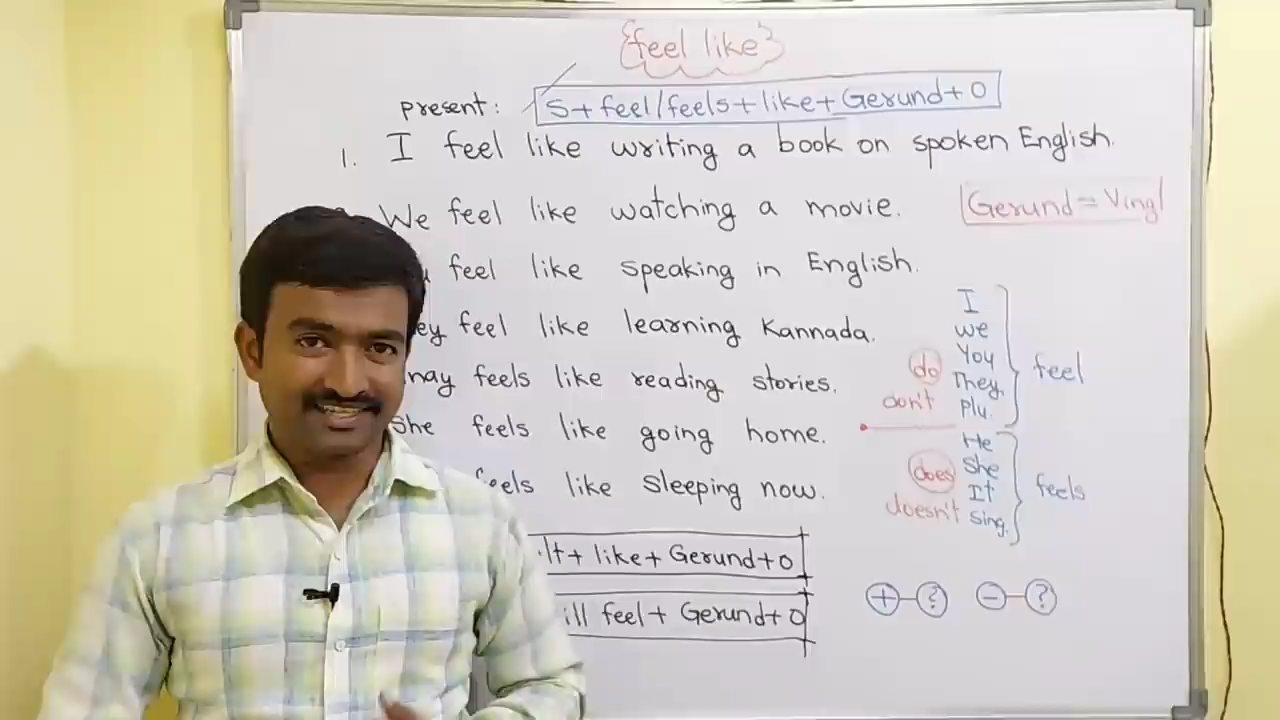 {feel like}
present: S+feel/feels+like+Gerund+O
1. I feel like writing a book on spoken English.
We feel like watching a movie.
Gerund = Ving
feel like speaking in English.
feel like learning Kannada.
feels like reading stories.
She feels like going home.
feels like sleeping now.
+ like + Gerund+O
feel + Gerund+O
I
we
You
They
Plu.
feel
do
don't
He
She
It
Sing.
feels
does
doesn't
+ – ? - – ?